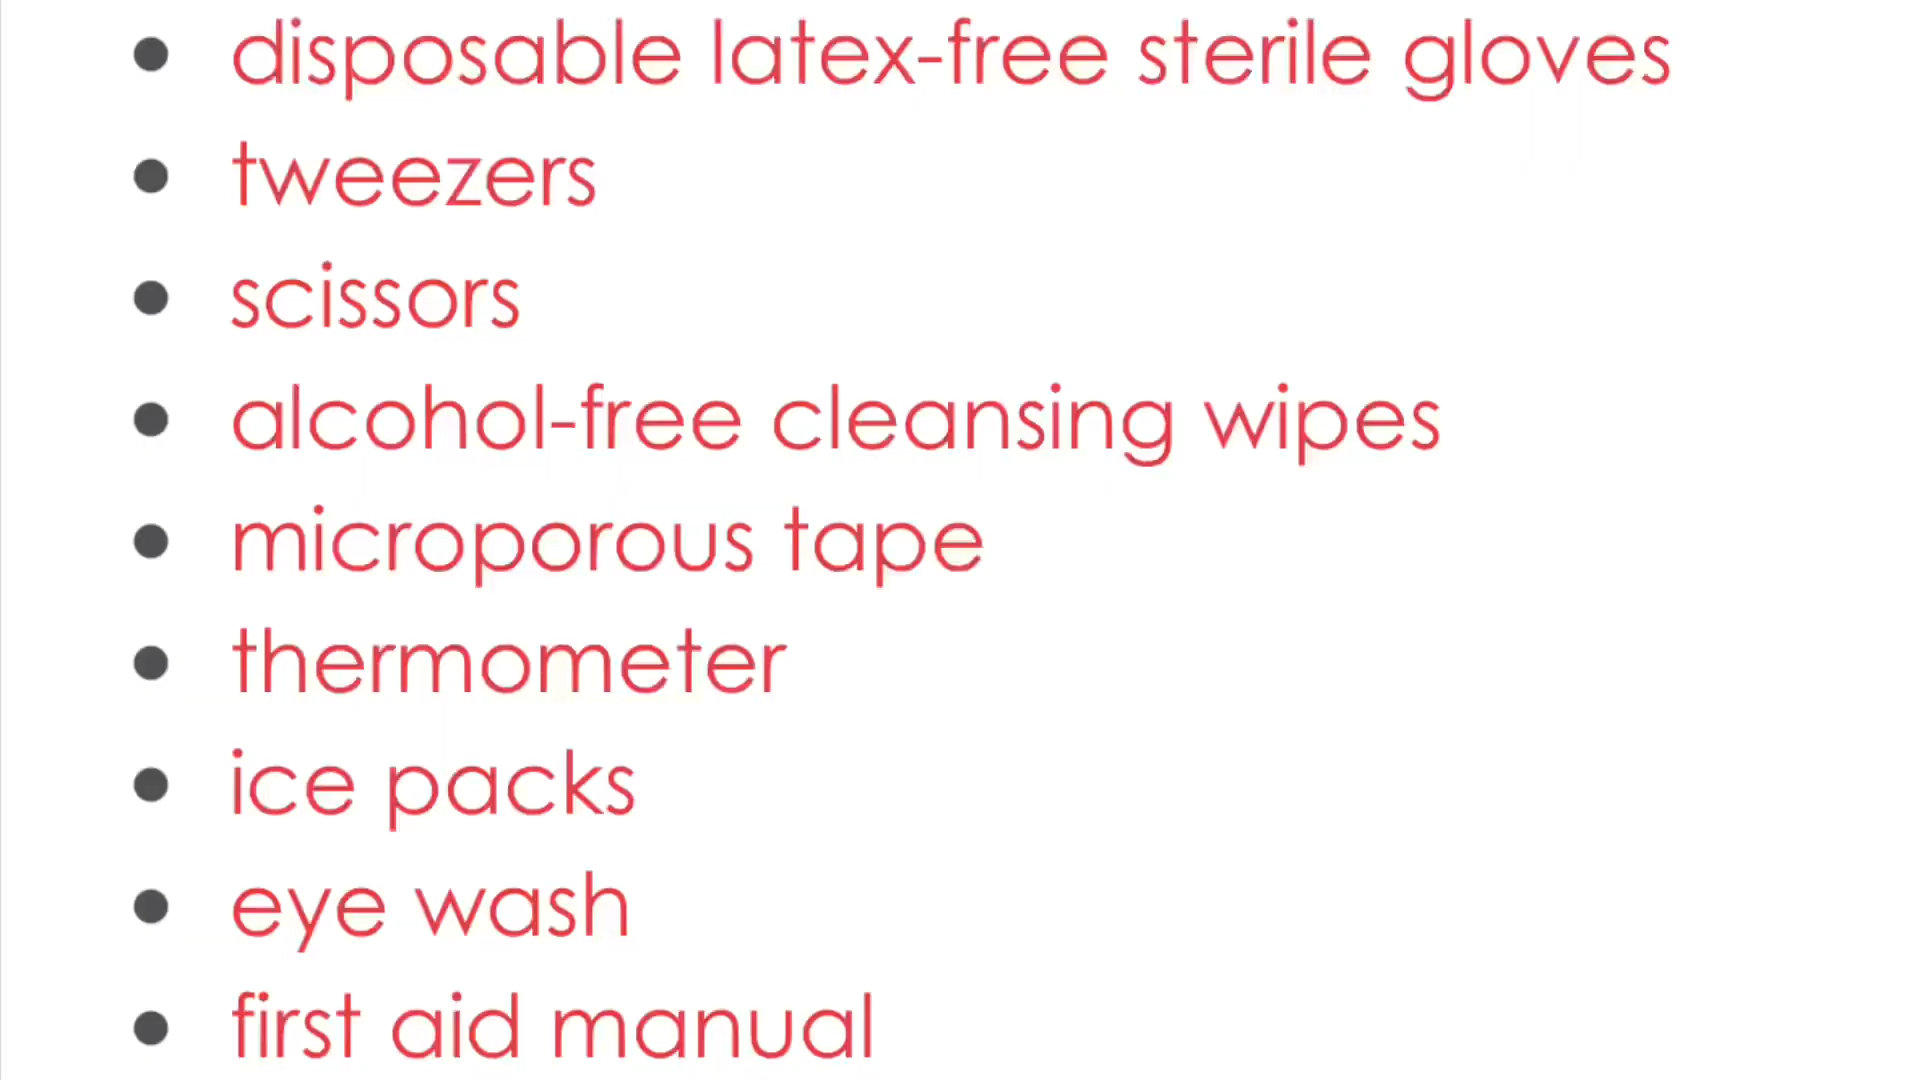 • disposable latex-free sterile gloves
• tweezers
• scissors
• alcohol-free cleansing wipes
• microporous tape
• thermometer
• ice packs
• eye wash
• first aid manual